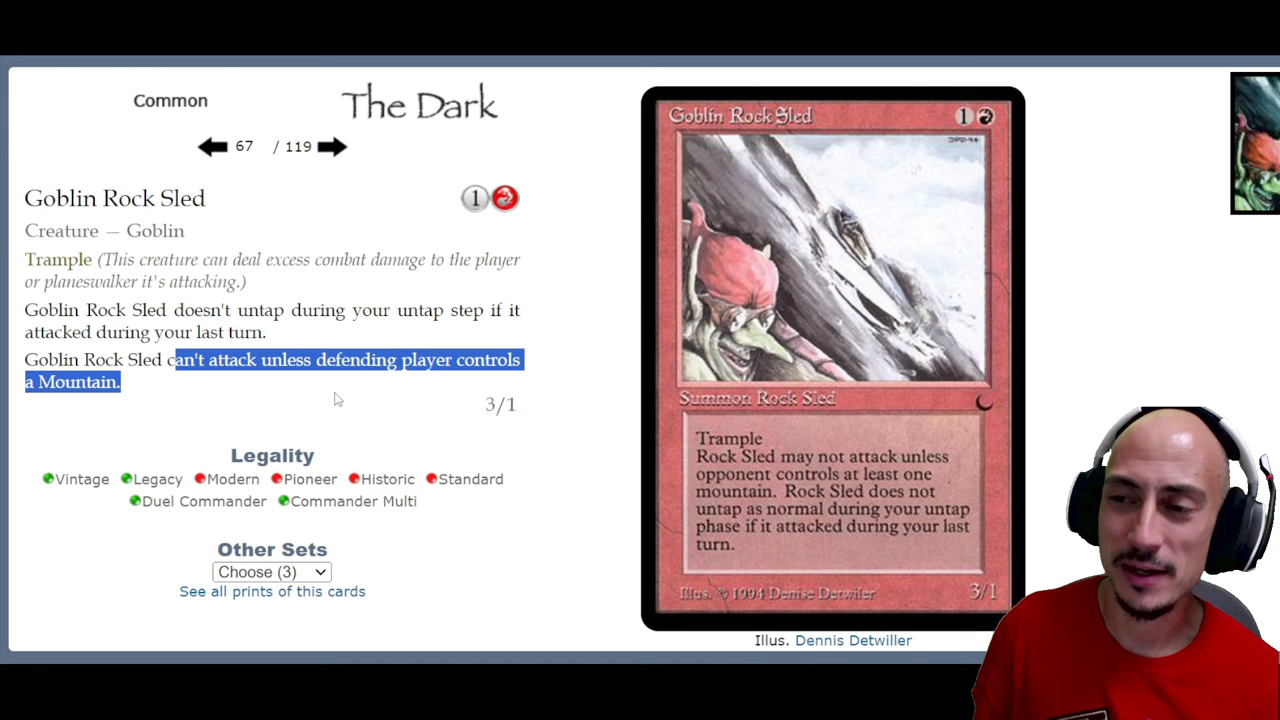 Common
The Dark
67 / 119
Goblin Rock Sled
1
Creature — Goblin
Trample (This creature can deal excess combat damage to the player
or planeswalker it's attacking.)
Goblin Rock Sled doesn't untap during your untap step if it
attacked during your last turn.
Goblin Rock Sled can't attack unless defending player controls
a Mountain.
3/1
Legality
Vintage Legacy Modern Pioneer Historic Standard
Duel Commander Commander Multi
Other Sets
Choose (3)
See all prints of this cards
Goblin Rock Sled 1
DPD-94
Summon Rock Sled
Trample
Rock Sled may not attack unless
opponent controls at least one
mountain. Rock Sled does not
untap as normal during your untap
phase if it attacked during your last
turn.
Illus. © 1994 Denise Detwiler 3/1
Illus. Dennis Detwiller